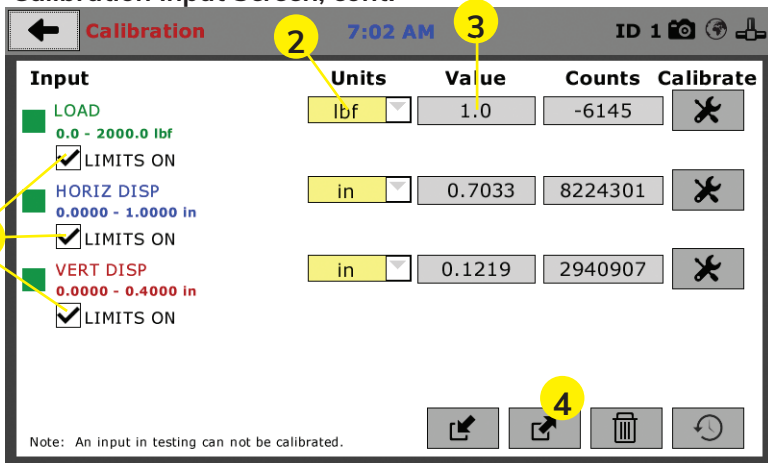 Calibration Input Screen, cont.
Calibration 7:02 AM ID 1
2 3
Input Units Value Counts Calibrate
LOAD lbf 1.0 -6145
0.0 - 2000.0 lbf
LIMITS ON
HORIZ DISP in 0.7033 8224301
0.0000 - 1.0000 in
LIMITS ON
VERT DISP in 0.1219 2940907
0.0000 - 0.4000 in
LIMITS ON
4
Note: An input in testing can not be calibrated.